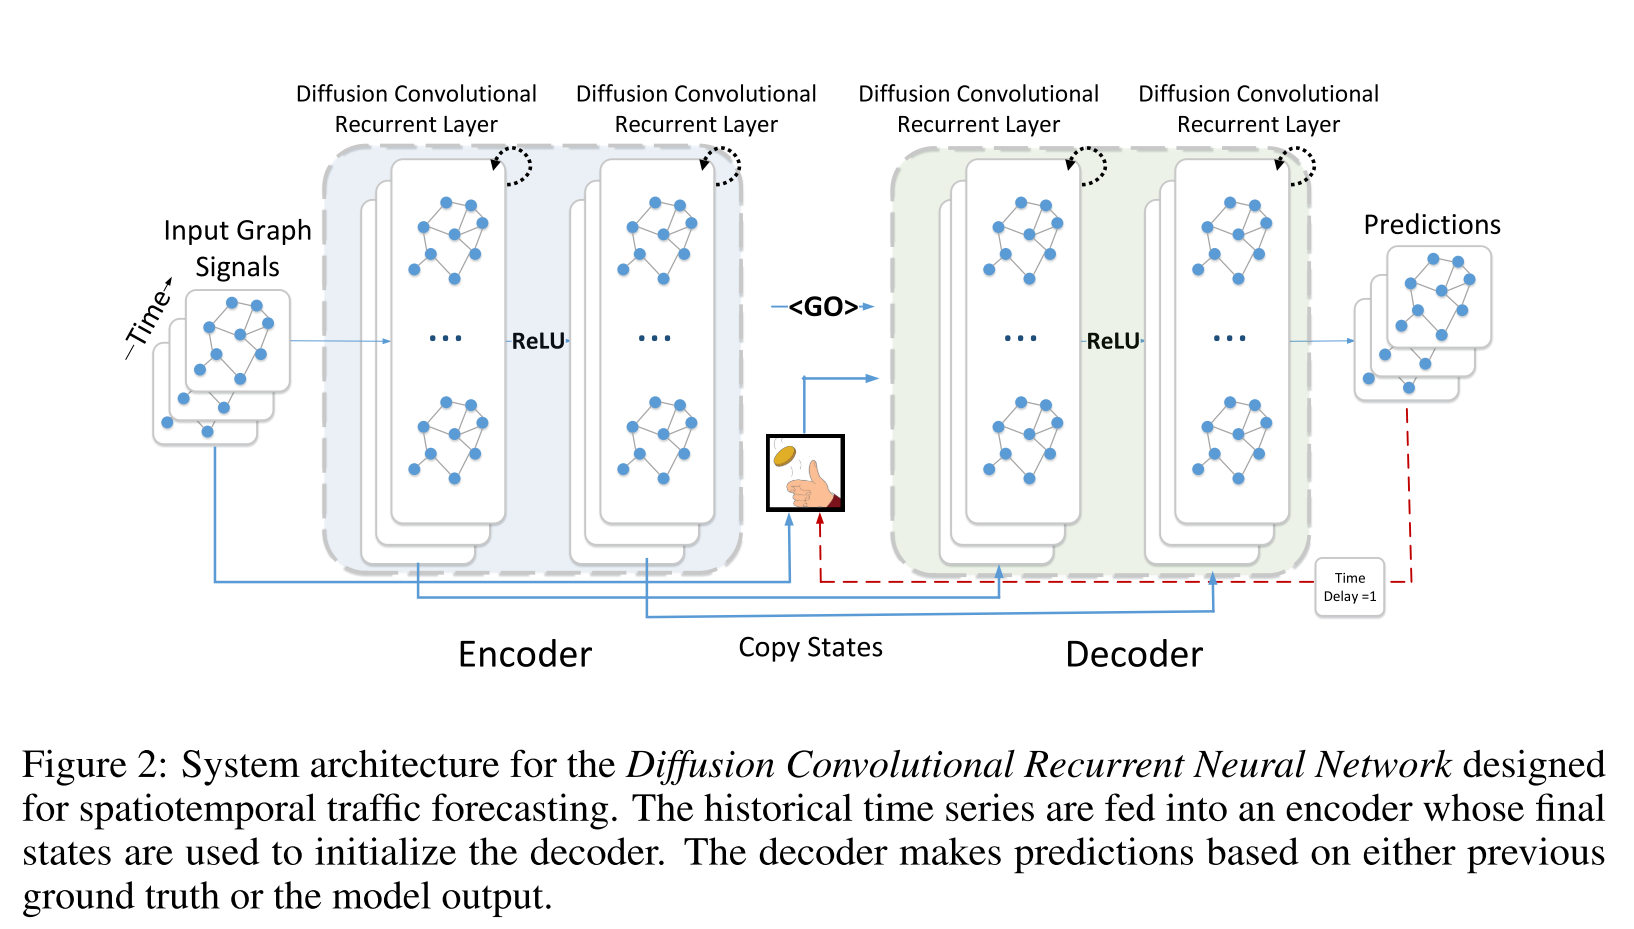 Diffusion Convolutional
Recurrent Layer
Diffusion Convolutional
Recurrent Layer
Diffusion Convolutional
Recurrent Layer
Diffusion Convolutional
Recurrent Layer
Input Graph
Signals
Time
ReLU
<GO>
ReLU
Predictions
Time
Delay =1
Encoder
Copy States
Decoder
Figure 2: System architecture for the Diffusion Convolutional Recurrent Neural Network designed
for spatiotemporal traffic forecasting. The historical time series are fed into an encoder whose final
states are used to initialize the decoder. The decoder makes predictions based on either previous
ground truth or the model output.